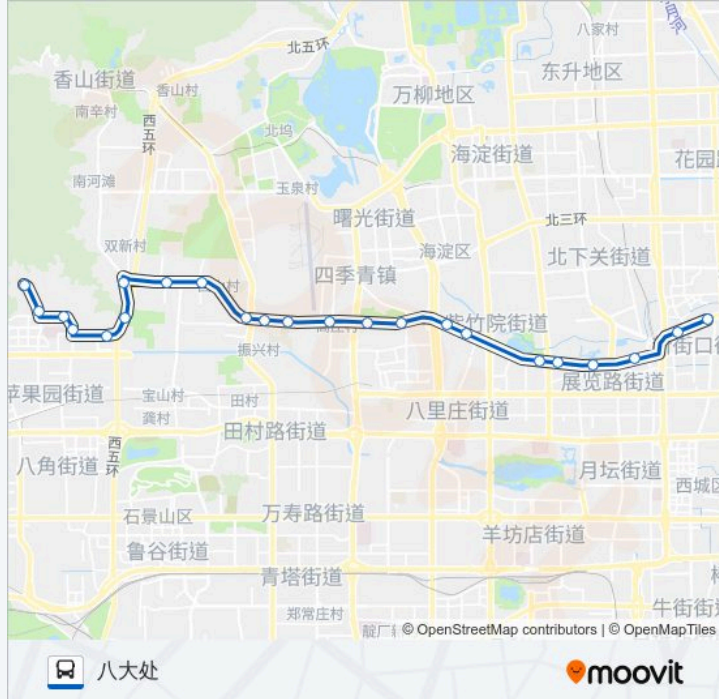 北五环
八家村
香山街道
香山村
东升地区
万柳地区
南辛村
西五环
北坞
海淀街道
花园路
南河滩
玉泉村
曙光街道
北三环
双新村
海淀区
北下关街道
四季青镇
紫竹院街道
振兴村
街口街
展览路街道
苹果园街道
宝山村
田村
八里庄街道
龚村
田村路街道
西五环
八角街道
月坛街道
西城区
石景山区
万寿路街道
羊坊店街道
鲁谷街道
青塔街道
郑常庄村
牛街街道
靛厂
© OpenStreetMap contributors | © OpenMapTiles
八大处
moovit